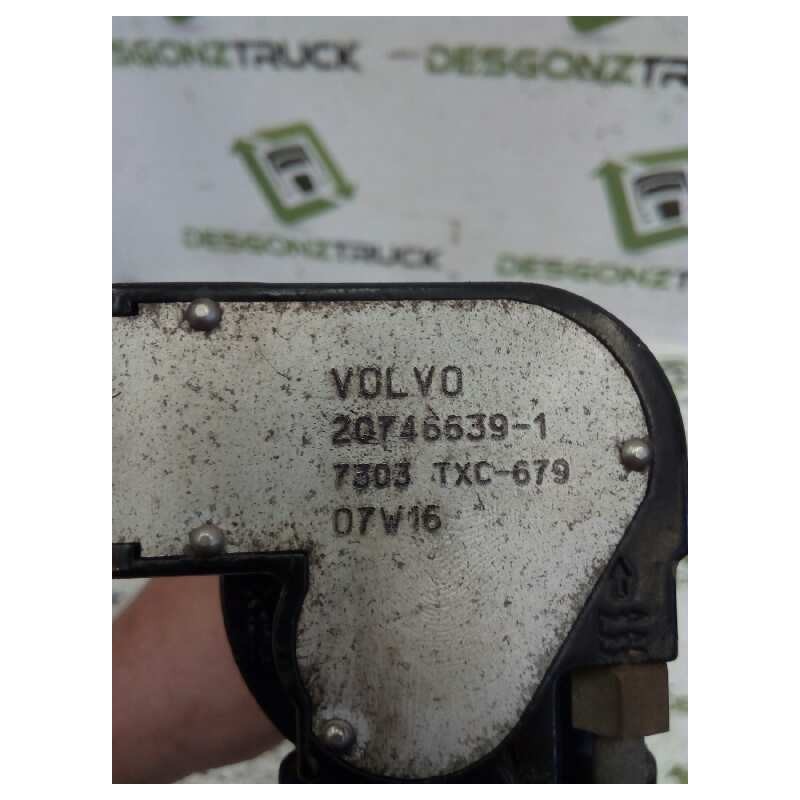 DESGONZTRUCK
DESGONZTRUCK
DESGONZTRUCK
DESGONZTRUCK
VOLVO
20746639-1
7303 TXC-679
07W16